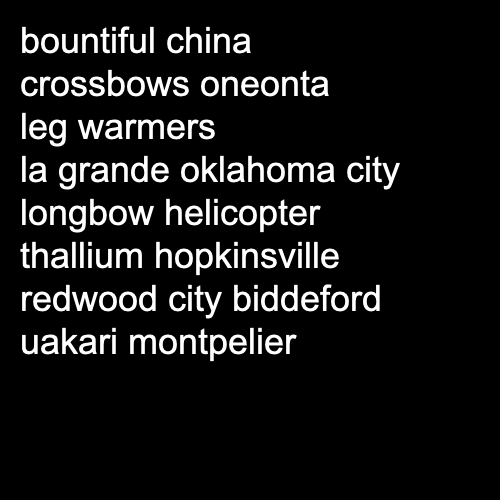 bountiful china
crossbows oneonta
leg warmers
la grande oklahoma city
longbow helicopter
thallium hopkinsville
redwood city biddeford
uakari montpelier